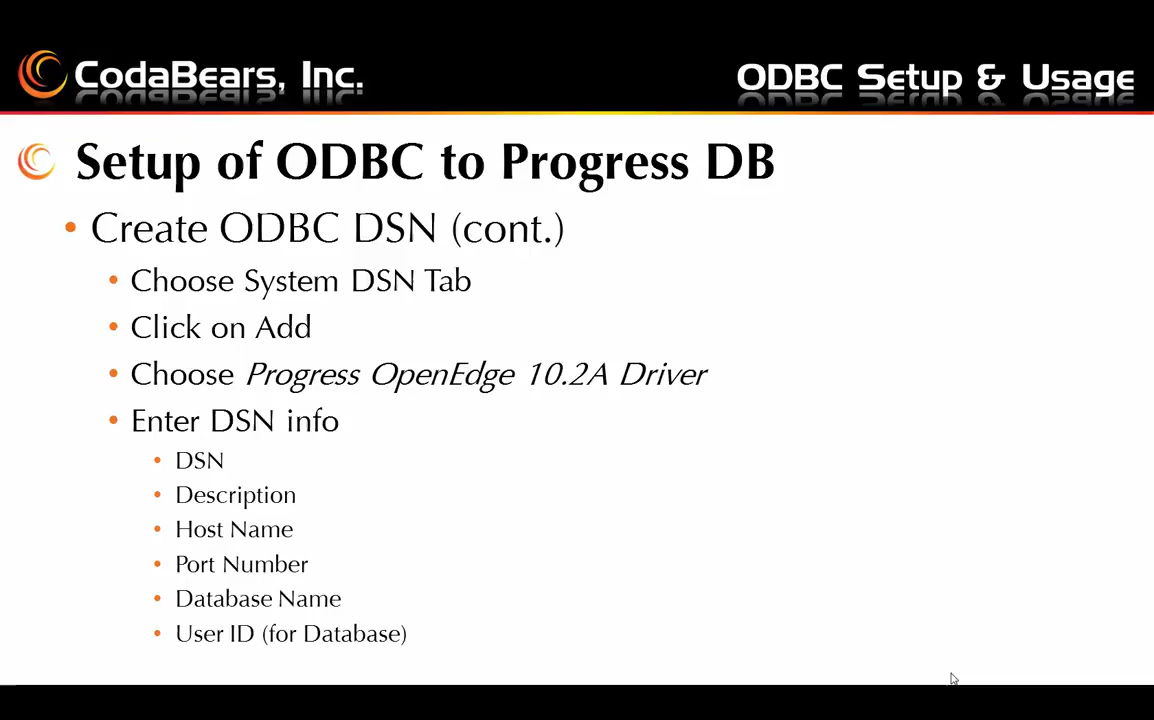 CodaBears, Inc.
ODBC Setup & Usage
Setup of ODBC to Progress DB
• Create ODBC DSN (cont.)
• Choose System DSN Tab
• Click on Add
• Choose Progress OpenEdge 10.2A Driver
• Enter DSN info
• DSN
• Description
• Host Name
• Port Number
• Database Name
• User ID (for Database)